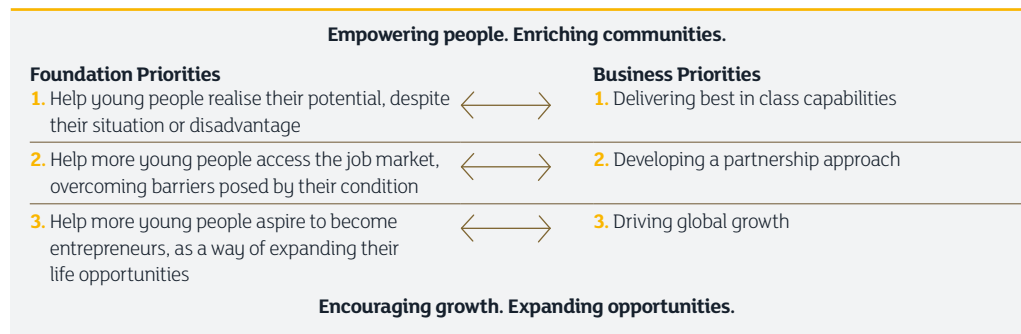 Empowering people. Enriching communities.
Foundation Priorities
1. Help young people realise their potential, despite
their situation or disadvantage
Business Priorities
1. Delivering best in class capabilities
2. Help more young people access the job market,
overcoming barriers posed by their condition
2. Developing a partnership approach
3. Help more young people aspire to become
entrepreneurs, as a way of expanding their
life opportunities
3. Driving global growth
Encouraging growth. Expanding opportunities.